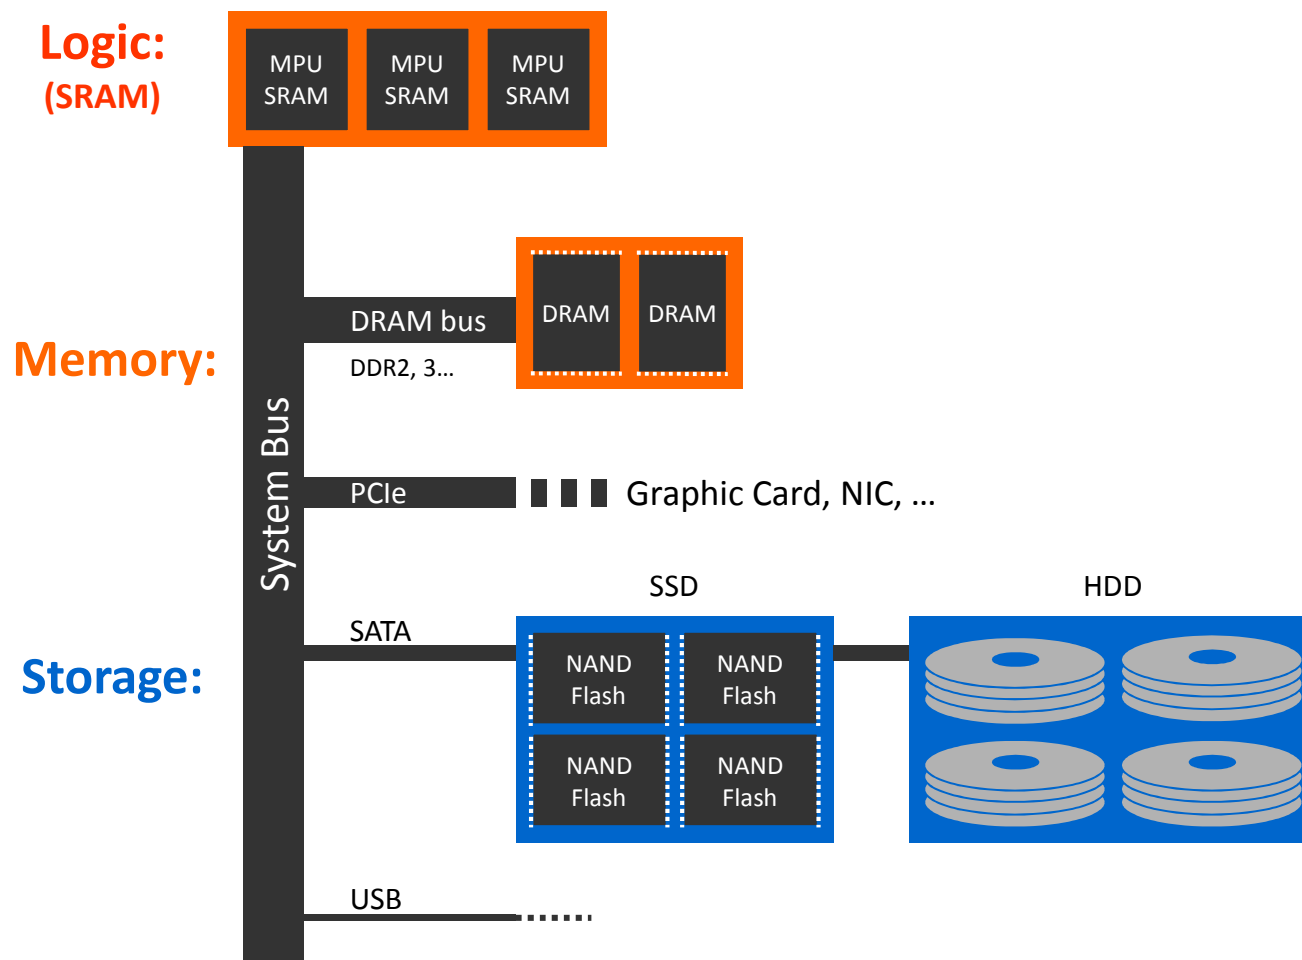 Logic:
(SRAM)
MPU
SRAM
MPU
SRAM
MPU
SRAM
DRAM bus
DDR2, 3...
DRAM
DRAM
Memory:
System Bus
PCIe
Graphic Card, NIC, ...
SSD
HDD
SATA
Storage:
NAND
Flash
NAND
Flash
NAND
Flash
NAND
Flash
USB